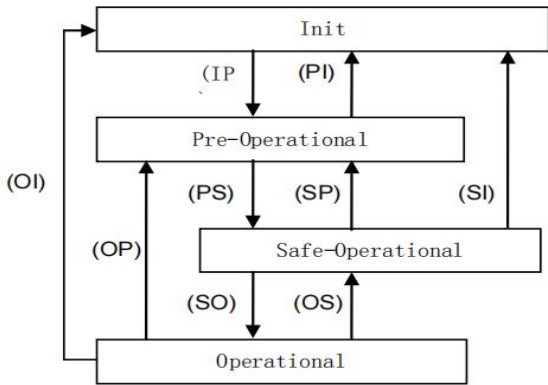 Init
(IP
(PI)
Pre-Operational
(OI)
(PS)
(SP)
(SI)
(OP)
Safe-Operational
(SO)
(OS)
Operational